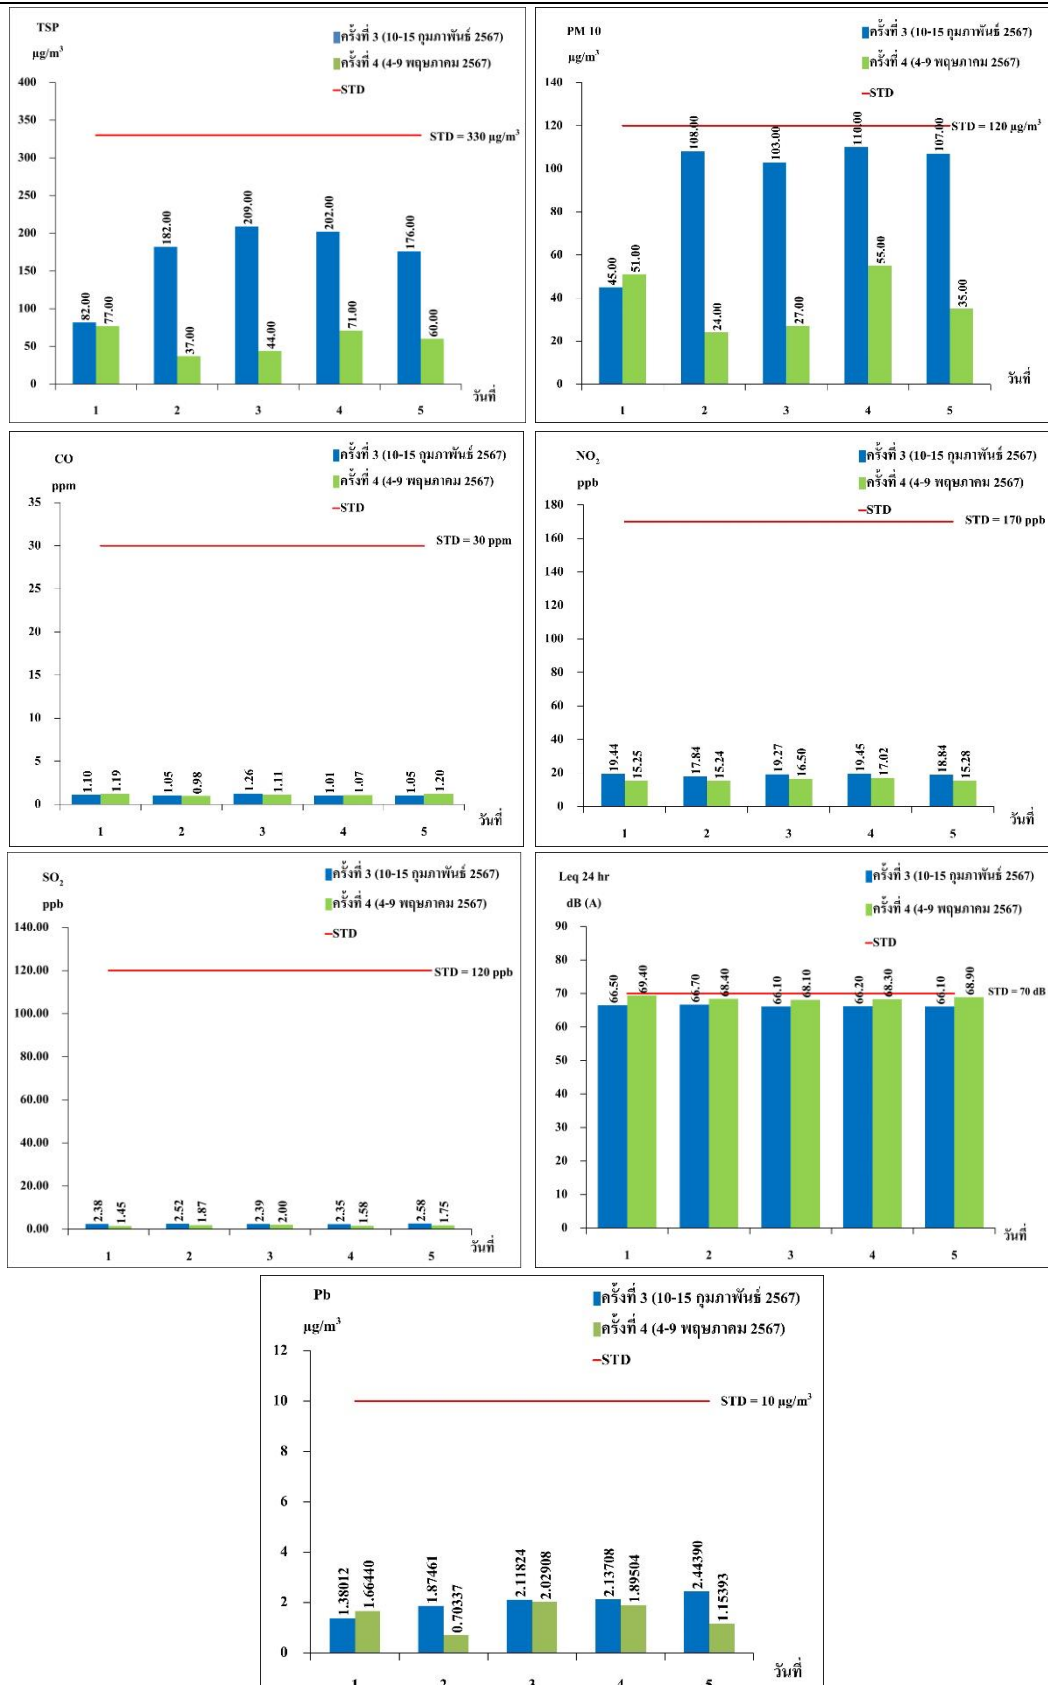 TSP
µg/m³
ครั้งที่ 3 (10-15 กุมภาพันธ์ 2567)
ครั้งที่ 4 (4-9 พฤษภาคม 2567)
STD
400
350
300
250
200
150
100
50
0
STD = 330 µg/m³
82.00
77.00
182.00
37.00
209.00
44.00
202.00
71.00
176.00
60.00
1 2 3 4 5
วันที่
PM 10
µg/m³
ครั้งที่ 3 (10-15 กุมภาพันธ์ 2567)
ครั้งที่ 4 (4-9 พฤษภาคม 2567)
STD
140
120
100
80
60
40
20
0
STD = 120 µg/m³
45.00
51.00
108.00
24.00
103.00
27.00
110.00
55.00
107.00
35.00
1 2 3 4 5
วันที่
CO
ppm
ครั้งที่ 3 (10-15 กุมภาพันธ์ 2567)
ครั้งที่ 4 (4-9 พฤษภาคม 2567)
STD
35
30
25
20
15
10
5
0
STD = 30 ppm
1.10
1.19
1.05
0.98
1.26
1.11
1.01
1.07
1.05
1.20
1 2 3 4 5
วันที่
NO₂
ppb
ครั้งที่ 3 (10-15 กุมภาพันธ์ 2567)
ครั้งที่ 4 (4-9 พฤษภาคม 2567)
STD
180
160
140
120
100
80
60
40
20
0
STD = 170 ppb
19.44
15.25
17.84
15.24
19.27
16.50
19.45
17.02
18.84
15.28
1 2 3 4 5
วันที่
SO₂
ppb
ครั้งที่ 3 (10-15 กุมภาพันธ์ 2567)
ครั้งที่ 4 (4-9 พฤษภาคม 2567)
STD
140.00
120.00
100.00
80.00
60.00
40.00
20.00
0.00
STD = 120 ppb
2.38
1.45
2.52
1.87
2.39
2.00
2.35
1.58
2.58
1.75
1 2 3 4 5
วันที่
Leq 24 hr
dB (A)
ครั้งที่ 3 (10-15 กุมภาพันธ์ 2567)
ครั้งที่ 4 (4-9 พฤษภาคม 2567)
STD
90
80
70
60
50
40
30
20
10
0
STD = 70 dB
66.50
69.40
66.70
68.40
66.10
68.10
66.20
68.30
66.10
68.90
1 2 3 4 5
วันที่
Pb
µg/m³
ครั้งที่ 3 (10-15 กุมภาพันธ์ 2567)
ครั้งที่ 4 (4-9 พฤษภาคม 2567)
STD
12
10
8
6
4
2
0
STD = 10 µg/m³
1.38012
1.66440
1.87461
0.70337
2.11824
2.02908
2.13708
1.89504
2.44390
1.15393
1 2 3 4 5
วันที่